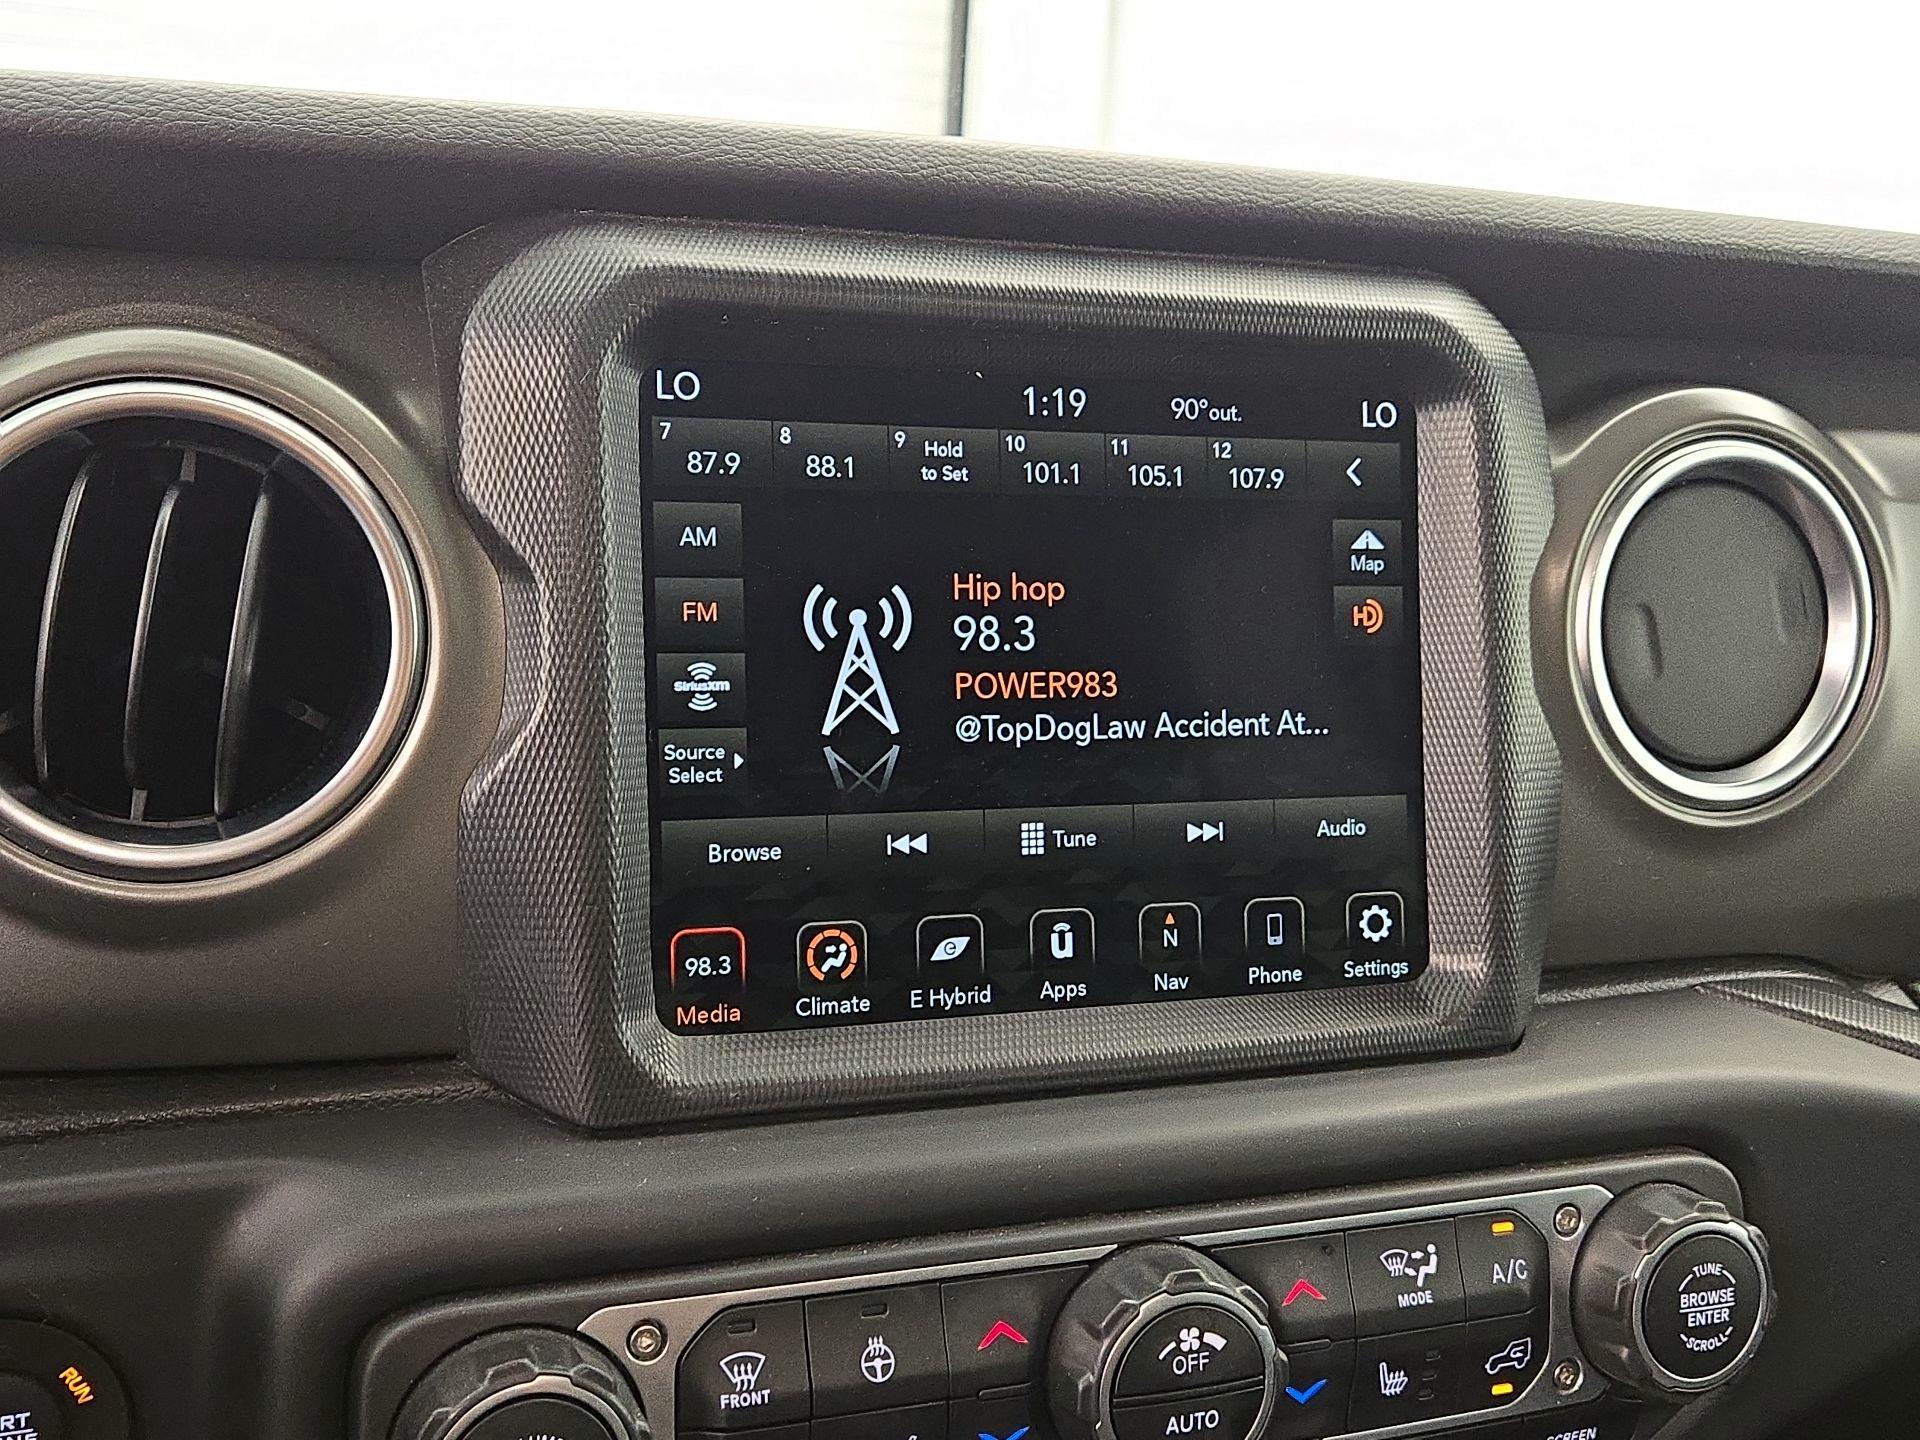 LO 1:19 90°out. LO
7 87.9 8 88.1 9 Hold to Set 10 101.1 11 105.1 12 107.9
AM
Map
FM
HD
Hip hop
98.3
SiriusXM
POWER983
@TopDogLaw Accident At...
Source
Select
Browse Tune Audio
98.3 e u N
Media Climate E Hybrid Apps Nav Phone Settings
A/C
MODE
TUNE
BROWSE
ENTER
SCROLL
OFF
FRONT
AUTO
RUN
SCREEN